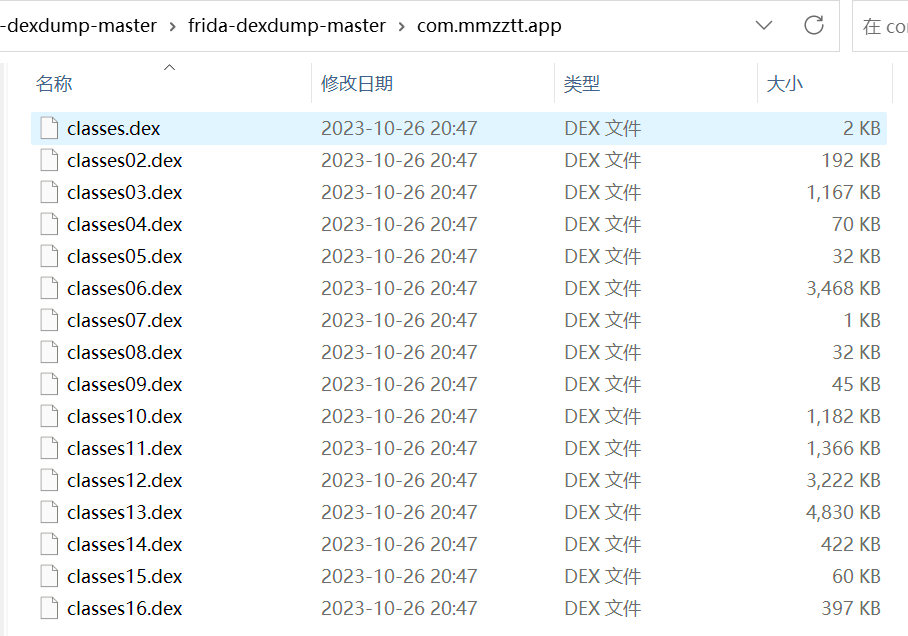 -dexdump-master › frida-dexdump-master › com.mmzztt.app 在 co
名称 修改日期 类型 大小
classes.dex 2023-10-26 20:47 DEX 文件 2 KB
classes02.dex 2023-10-26 20:47 DEX 文件 192 KB
classes03.dex 2023-10-26 20:47 DEX 文件 1,167 KB
classes04.dex 2023-10-26 20:47 DEX 文件 70 KB
classes05.dex 2023-10-26 20:47 DEX 文件 32 KB
classes06.dex 2023-10-26 20:47 DEX 文件 3,468 KB
classes07.dex 2023-10-26 20:47 DEX 文件 1 KB
classes08.dex 2023-10-26 20:47 DEX 文件 32 KB
classes09.dex 2023-10-26 20:47 DEX 文件 45 KB
classes10.dex 2023-10-26 20:47 DEX 文件 1,182 KB
classes11.dex 2023-10-26 20:47 DEX 文件 1,366 KB
classes12.dex 2023-10-26 20:47 DEX 文件 3,222 KB
classes13.dex 2023-10-26 20:47 DEX 文件 4,830 KB
classes14.dex 2023-10-26 20:47 DEX 文件 422 KB
classes15.dex 2023-10-26 20:47 DEX 文件 60 KB
classes16.dex 2023-10-26 20:47 DEX 文件 397 KB